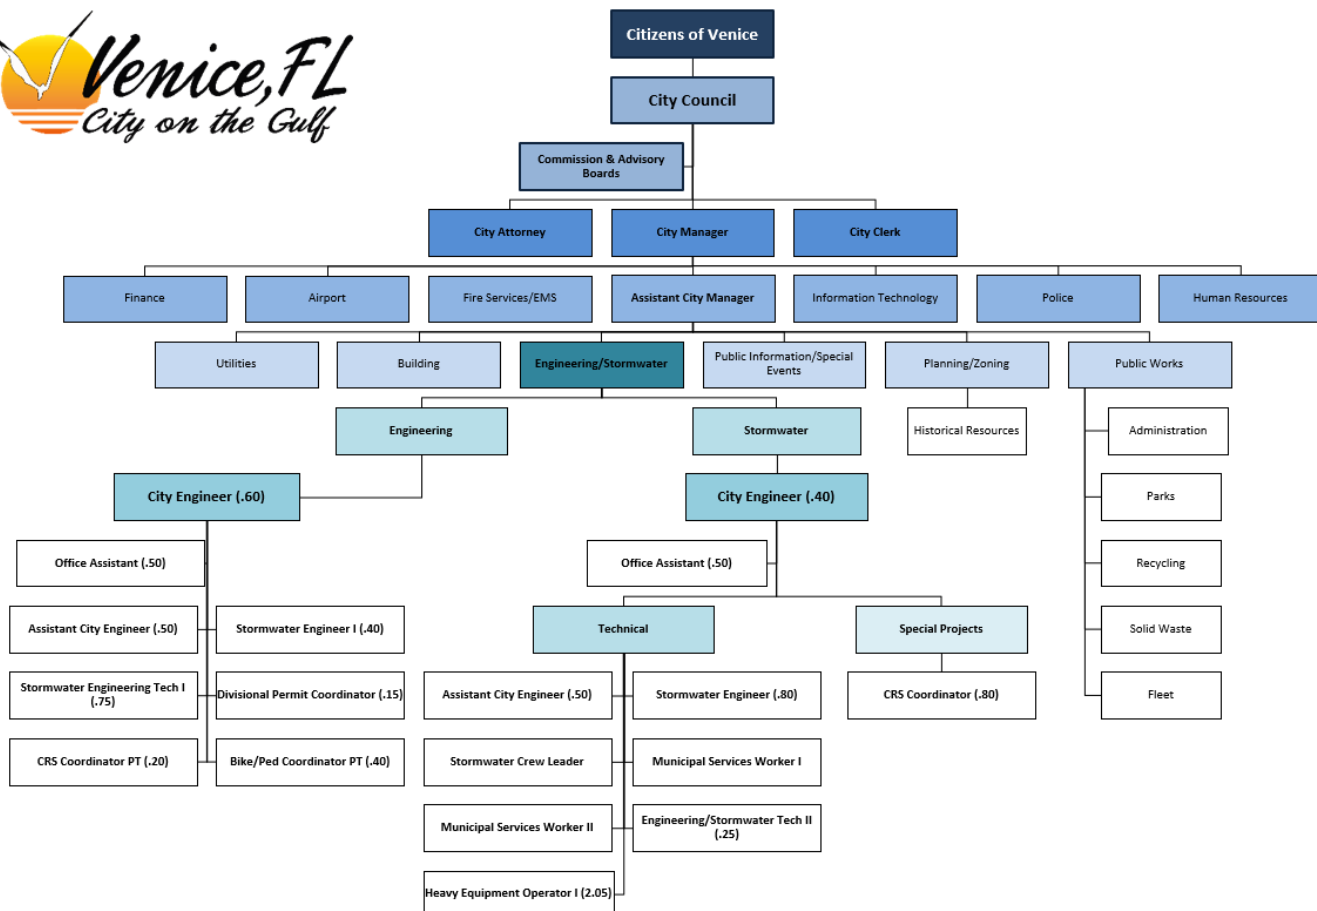 Venice, FL
City on the Gulf
Citizens of Venice
City Council
Commission & Advisory
Boards
City Attorney
City Manager
City Clerk
Finance
Airport
Fire Services/EMS
Assistant City Manager
Information Technology
Police
Human Resources
Utilities
Building
Engineering/Stormwater
Public Information/Special
Events
Planning/Zoning
Public Works
Engineering
Stormwater
Historical Resources
Administration
City Engineer (.60)
City Engineer (.40)
Parks
Office Assistant (.50)
Office Assistant (.50)
Recycling
Assistant City Engineer (.50)
Stormwater Engineer I (.40)
Technical
Special Projects
Solid Waste
Stormwater Engineering Tech I
(.75)
Divisional Permit Coordinator (.15)
Assistant City Engineer (.50)
Stormwater Engineer (.80)
CRS Coordinator (.80)
Fleet
CRS Coordinator PT (.20)
Bike/Ped Coordinator PT (.40)
Stormwater Crew Leader
Municipal Services Worker I
Municipal Services Worker II
Engineering/Stormwater Tech II
(.25)
Heavy Equipment Operator I (2.05)